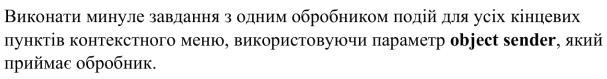 Виконати минуле завдання з одним обробником подій для усіх кінцевих
пунктів контекстного меню, використовуючи параметр object sender, який
приймає обробник.